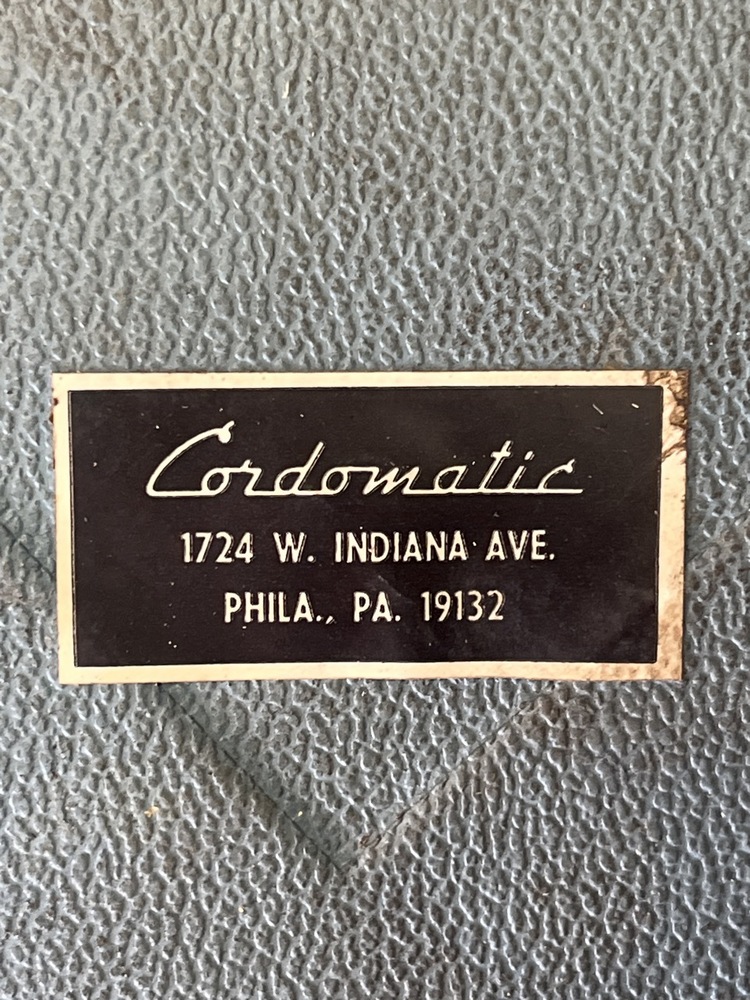 Cordomatic
1724 W. INDIANA AVE.
PHILA., PA. 19132